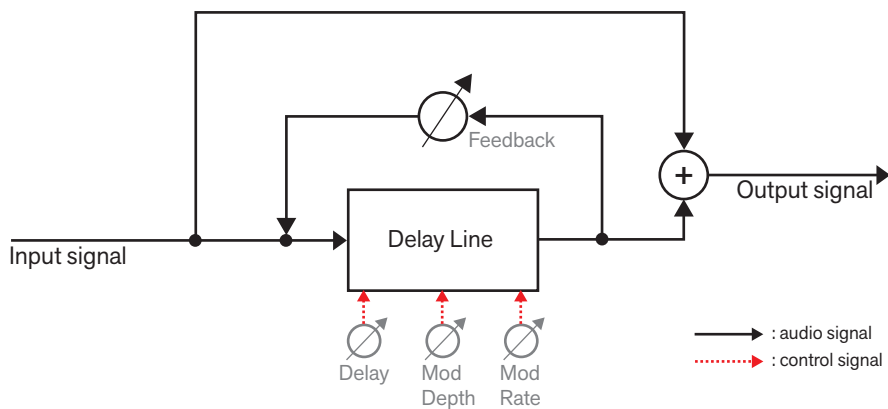 Feedback
+
Output signal
Delay Line
Input signal
: audio signal
: control signal
Delay
Mod
Depth
Mod
Rate